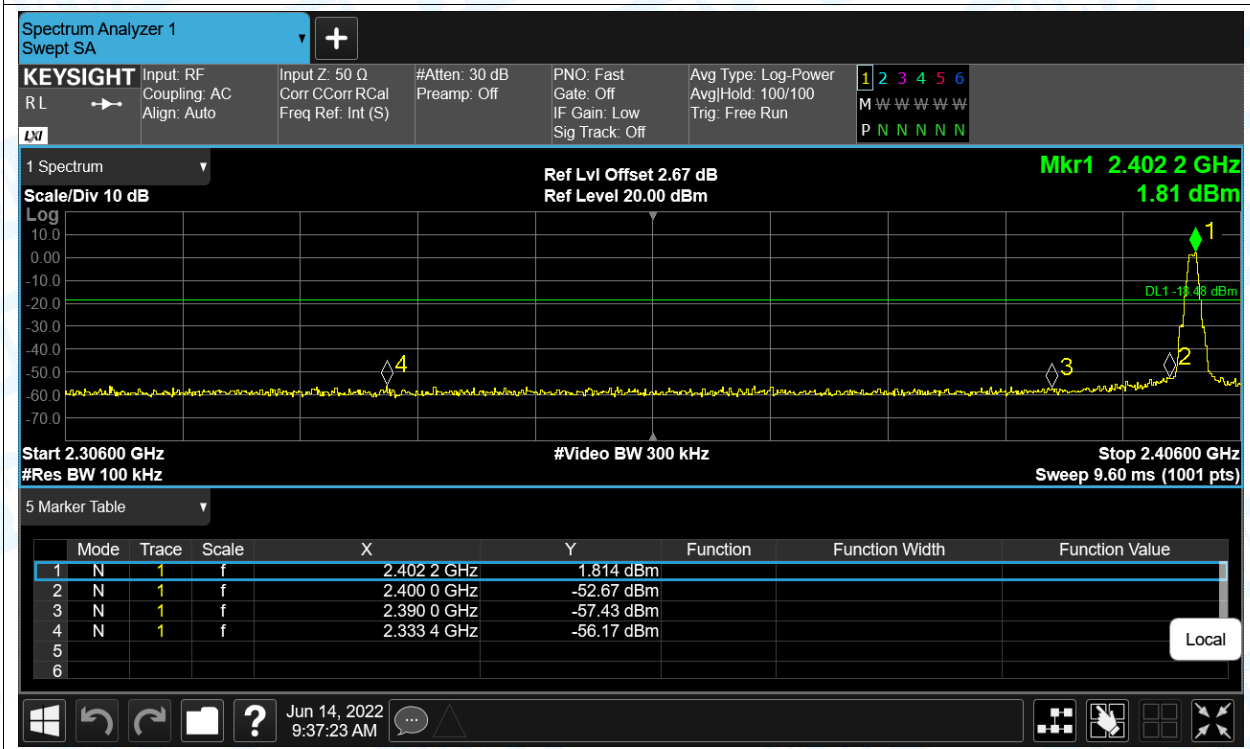 Spectrum Analyzer 1
Swept SA
+
KEYSIGHT
R L
LXI
Input: RF
Coupling: AC
Align: Auto
Input Z: 50 Ω
Corr CCorr RCal
Freq Ref: Int (S)
#Atten: 30 dB
Preamp: Off
PNO: Fast
Gate: Off
IF Gain: Low
Sig Track: Off
Avg Type: Log-Power
Avg|Hold: 100/100
Trig: Free Run
1 2 3 4 5 6
M W W W W W
P N N N N N
1 Spectrum
Scale/Div 10 dB
Ref Lvl Offset 2.67 dB
Ref Level 20.00 dBm
Mkr1 2.402 2 GHz
1.81 dBm
Log
10.0
0.00
-10.0
-20.0
-30.0
-40.0
-50.0
-60.0
-70.0
1
DL1 -18.48 dBm
2
3
4
Start 2.30600 GHz
#Res BW 100 kHz
#Video BW 300 kHz
Stop 2.40600 GHz
Sweep 9.60 ms (1001 pts)
5 Marker Table
Mode Trace Scale X Y Function Function Width Function Value
1 N 1 f 2.402 2 GHz 1.814 dBm
2 N 1 f 2.400 0 GHz -52.67 dBm
3 N 1 f 2.390 0 GHz -57.43 dBm
4 N 1 f 2.333 4 GHz -56.17 dBm
5
6
Local
?
Jun 14, 2022
9:37:23 AM